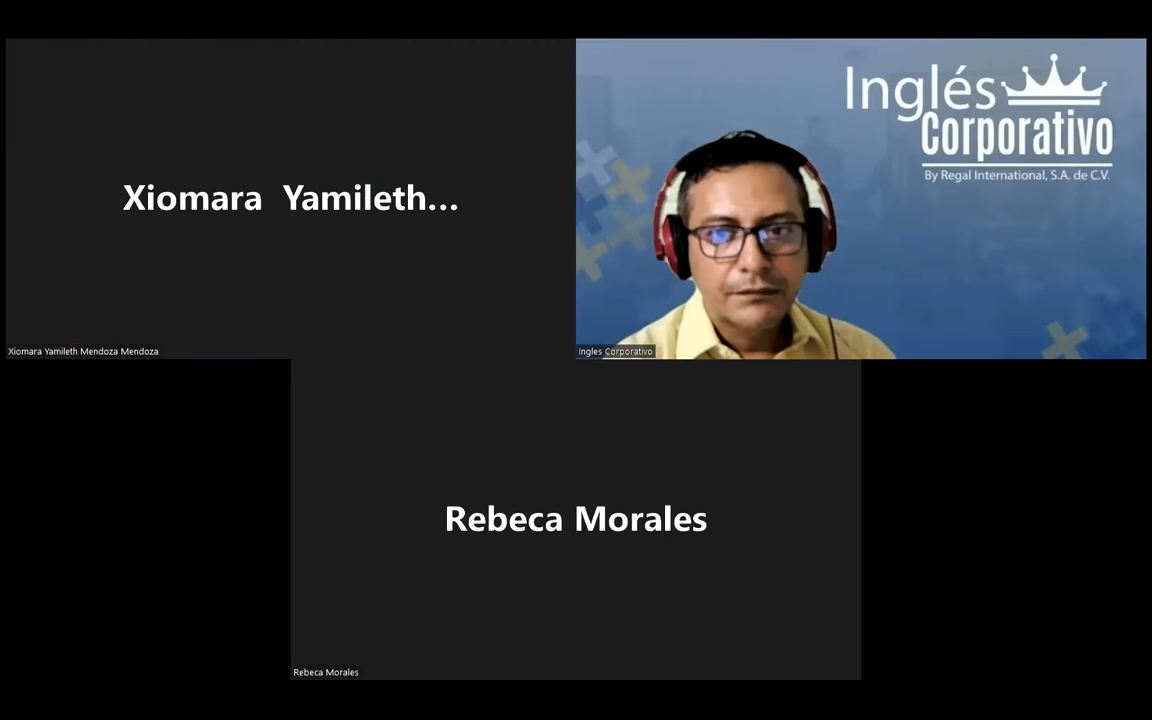 Xiomara  Yamileth...
Xiomara Yamileth Mendoza Mendoza
Inglés
Corporativo
By Regal International, S.A. de C.V.
Ingles Corporativo
Rebeca Morales
Rebeca Morales